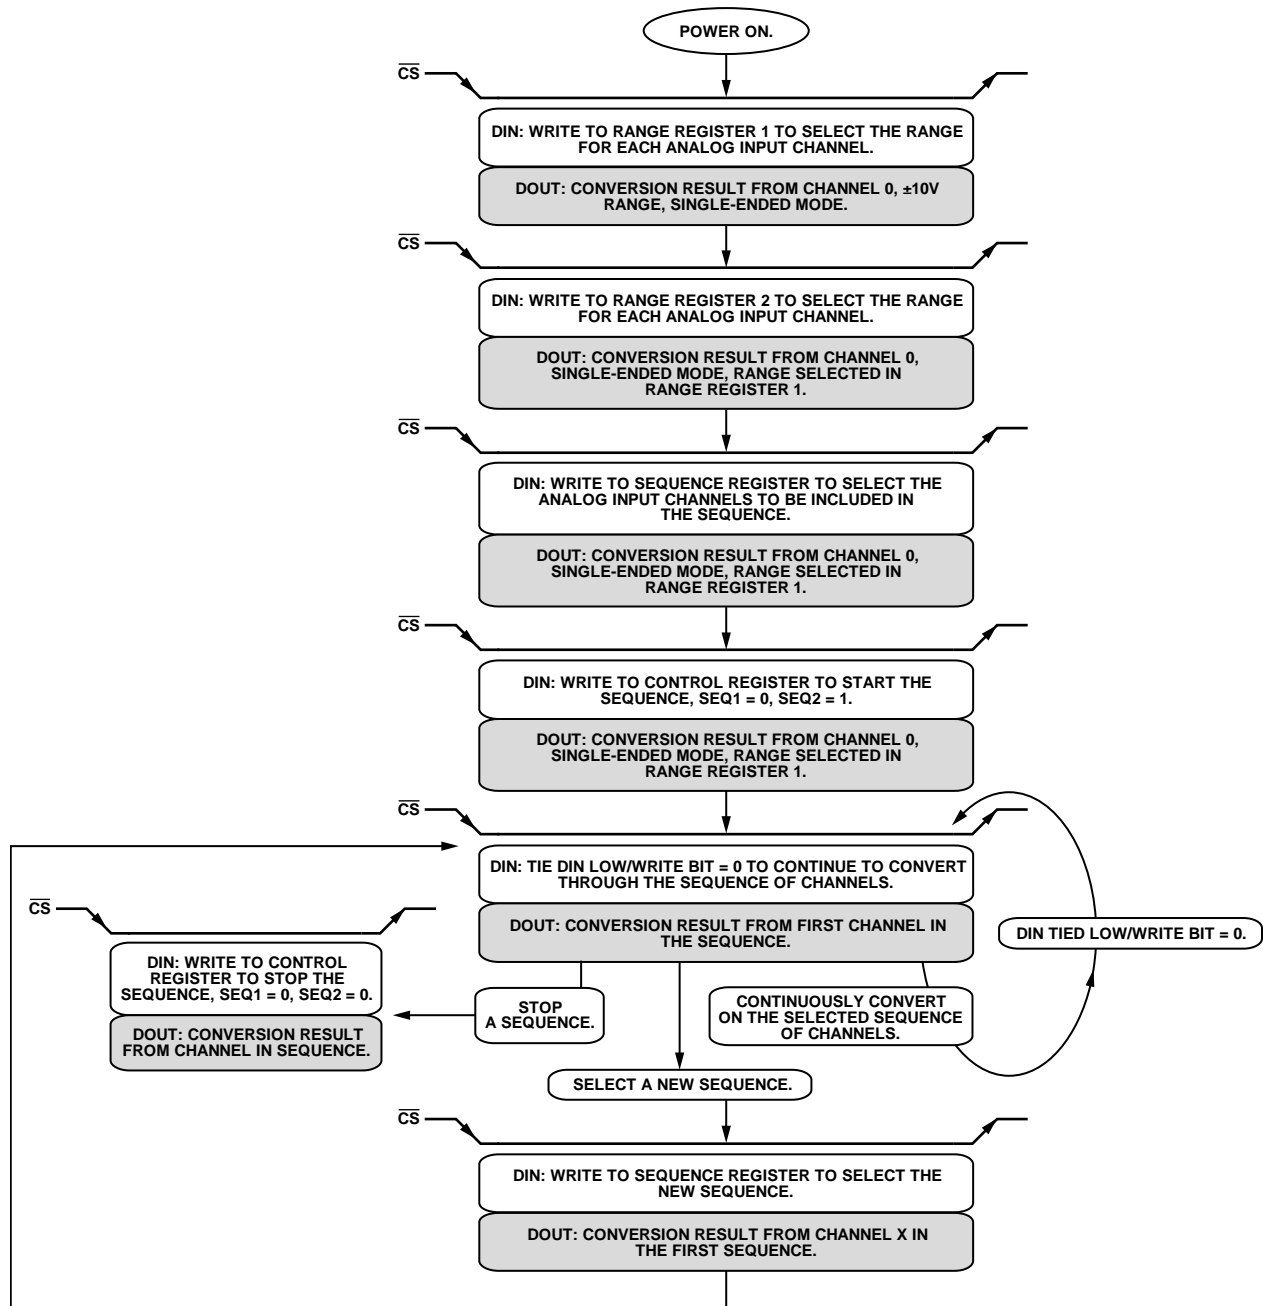 POWER ON.
CS
DIN: WRITE TO RANGE REGISTER 1 TO SELECT THE RANGE
FOR EACH ANALOG INPUT CHANNEL.
DOUT: CONVERSION RESULT FROM CHANNEL 0, ±10V
RANGE, SINGLE-ENDED MODE.
CS
DIN: WRITE TO RANGE REGISTER 2 TO SELECT THE RANGE
FOR EACH ANALOG INPUT CHANNEL.
DOUT: CONVERSION RESULT FROM CHANNEL 0,
SINGLE-ENDED MODE, RANGE SELECTED IN
RANGE REGISTER 1.
CS
DIN: WRITE TO SEQUENCE REGISTER TO SELECT THE
ANALOG INPUT CHANNELS TO BE INCLUDED IN
THE SEQUENCE.
DOUT: CONVERSION RESULT FROM CHANNEL 0,
SINGLE-ENDED MODE, RANGE SELECTED IN
RANGE REGISTER 1.
CS
DIN: WRITE TO CONTROL REGISTER TO START THE
SEQUENCE, SEQ1 = 0, SEQ2 = 1.
DOUT: CONVERSION RESULT FROM CHANNEL 0,
SINGLE-ENDED MODE, RANGE SELECTED IN
RANGE REGISTER 1.
CS
DIN: TIE DIN LOW/WRITE BIT = 0 TO CONTINUE TO CONVERT
THROUGH THE SEQUENCE OF CHANNELS.
DOUT: CONVERSION RESULT FROM FIRST CHANNEL IN
THE SEQUENCE.
DIN TIED LOW/WRITE BIT = 0.
CS
DIN: WRITE TO CONTROL
REGISTER TO STOP THE
SEQUENCE, SEQ1 = 0, SEQ2 = 0.
DOUT: CONVERSION RESULT
FROM CHANNEL IN SEQUENCE.
STOP
A SEQUENCE.
CONTINUOUSLY CONVERT
ON THE SELECTED SEQUENCE
OF CHANNELS.
SELECT A NEW SEQUENCE.
CS
DIN: WRITE TO SEQUENCE REGISTER TO SELECT THE
NEW SEQUENCE.
DOUT: CONVERSION RESULT FROM CHANNEL X IN
THE FIRST SEQUENCE.